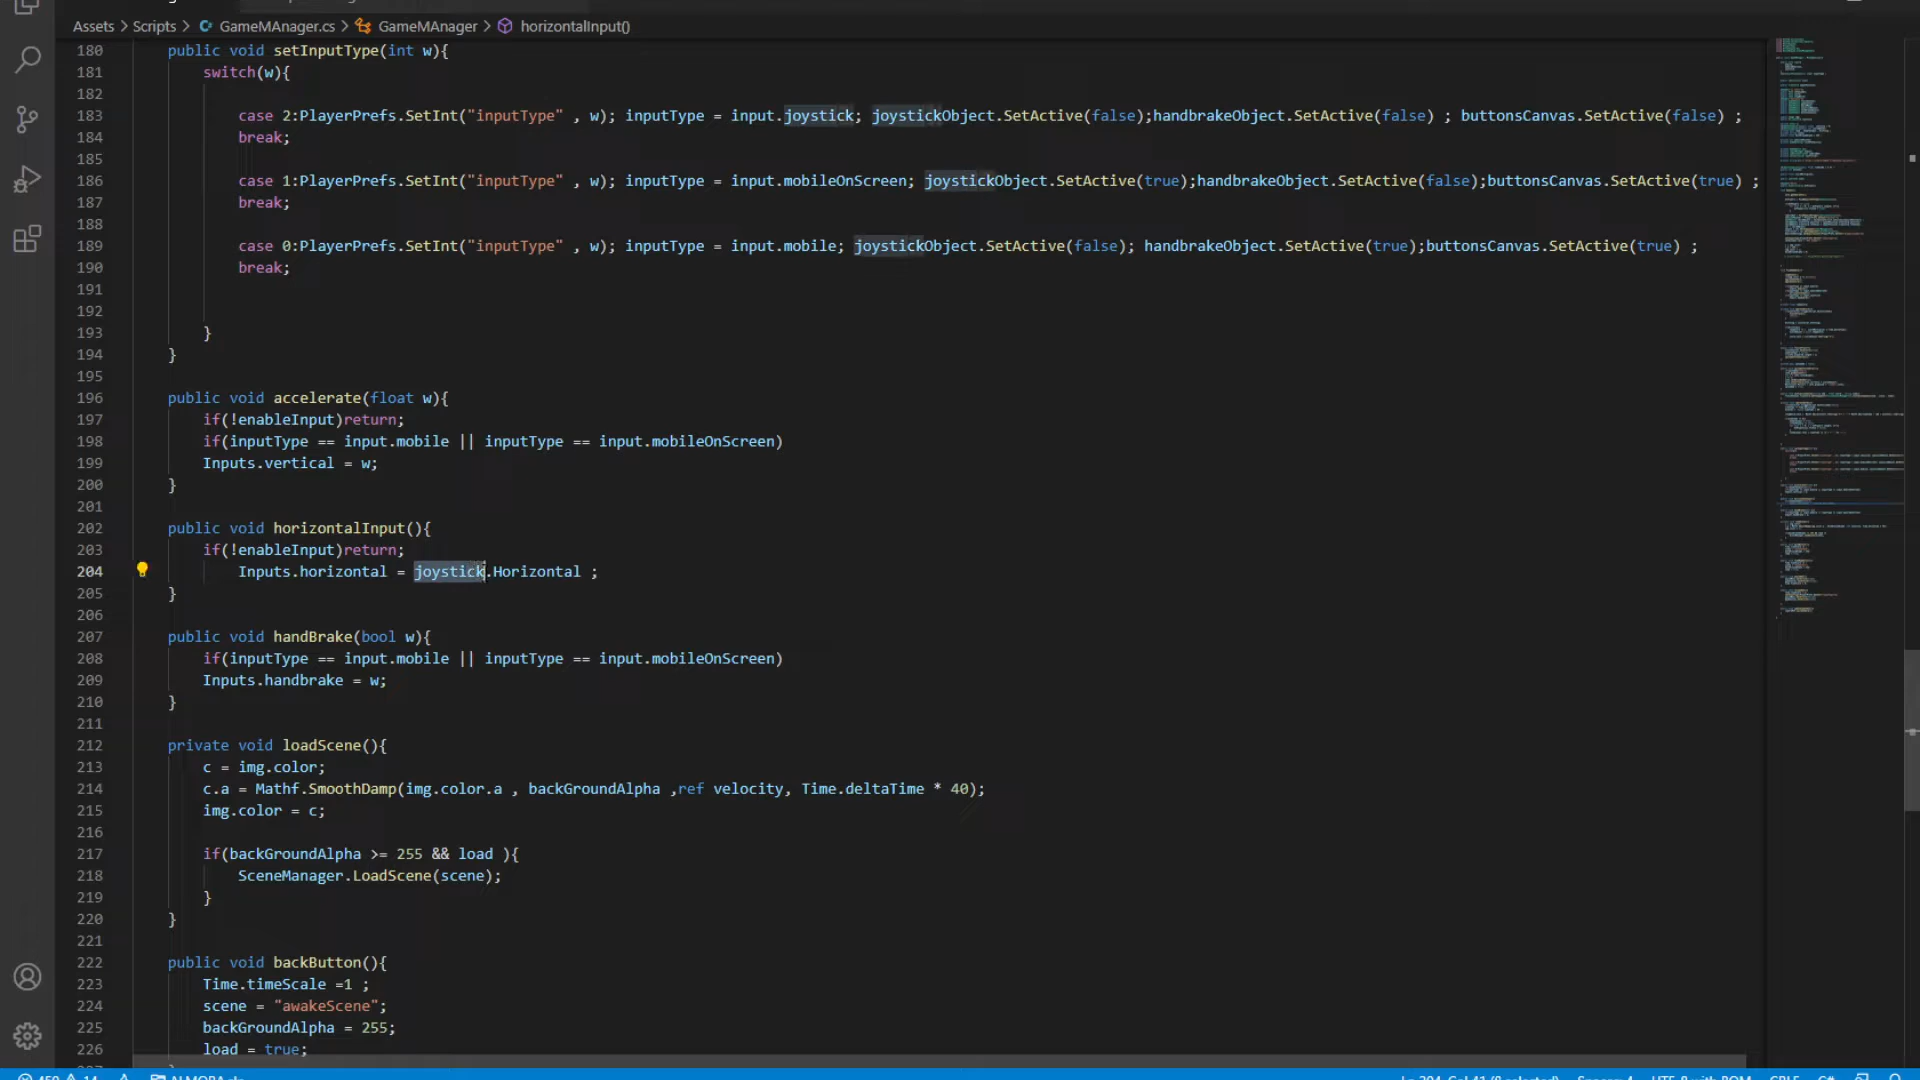 Assets > Scripts > GameMAnager.cs > GameMAnager > horizontalInput()
180 public void setInputType(int w){
181 switch(w){
182
183 case 2:PlayerPrefs.SetInt("inputType" , w); inputType = input.joystick; joystickObject.SetActive(false);handbrakeObject.SetActive(false) ; buttonsCanvas.SetActive(false) ;
184 break;
185
186 case 1:PlayerPrefs.SetInt("inputType" , w); inputType = input.mobileOnScreen; joystickObject.SetActive(true);handbrakeObject.SetActive(false);buttonsCanvas.SetActive(true) ;
187 break;
188
189 case 0:PlayerPrefs.SetInt("inputType" , w); inputType = input.mobile; joystickObject.SetActive(false); handbrakeObject.SetActive(true);buttonsCanvas.SetActive(true) ;
190 break;
191
192
193 }
194 }
195
196 public void accelerate(float w){
197 if(!enableInput)return;
198 if(inputType == input.mobile || inputType == input.mobileOnScreen)
199 Inputs.vertical = w;
200 }
201
202 public void horizontalInput(){
203 if(!enableInput)return;
204 Inputs.horizontal = joystick.Horizontal ;
205 }
206
207 public void handBrake(bool w){
208 if(inputType == input.mobile || inputType == input.mobileOnScreen)
209 Inputs.handbrake = w;
210 }
211
212 private void loadScene(){
213 c = img.color;
214 c.a = Mathf.SmoothDamp(img.color.a , backGroundAlpha ,ref velocity, Time.deltaTime * 40);
215 img.color = c;
216
217 if(backGroundAlpha >= 255 && load ){
218 SceneManager.LoadScene(scene);
219 }
220 }
221
222 public void backButton(){
223 Time.timeScale =1 ;
224 scene = "awakeScene";
225 backGroundAlpha = 255;
226 load = true;